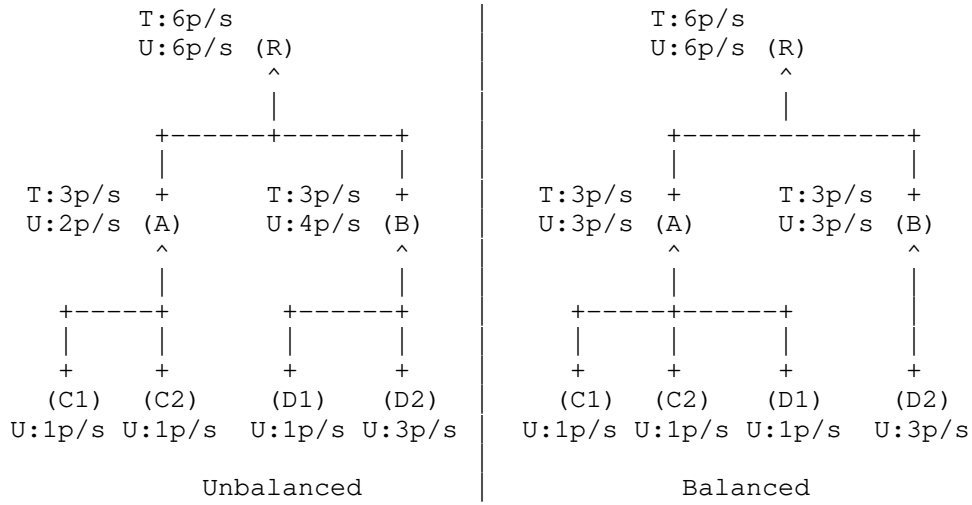 T:6p/s T:6p/s
U:6p/s (R) U:6p/s (R)
T:3p/s T:3p/s T:3p/s T:3p/s
U:2p/s (A) U:4p/s (B) U:3p/s (A) U:3p/s (B)
(C1) (C2) (D1) (D2) (C1) (C2) (D1) (D2)
U:1p/s U:1p/s U:1p/s U:3p/s U:1p/s U:1p/s U:1p/s U:3p/s
Unbalanced Balanced